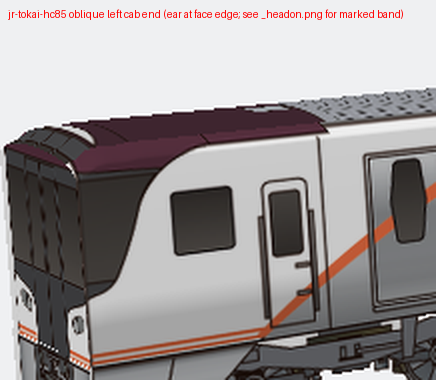 jr-tokai-hc85 oblique left cab end (ear at face edge; see _headon.png for marked band)